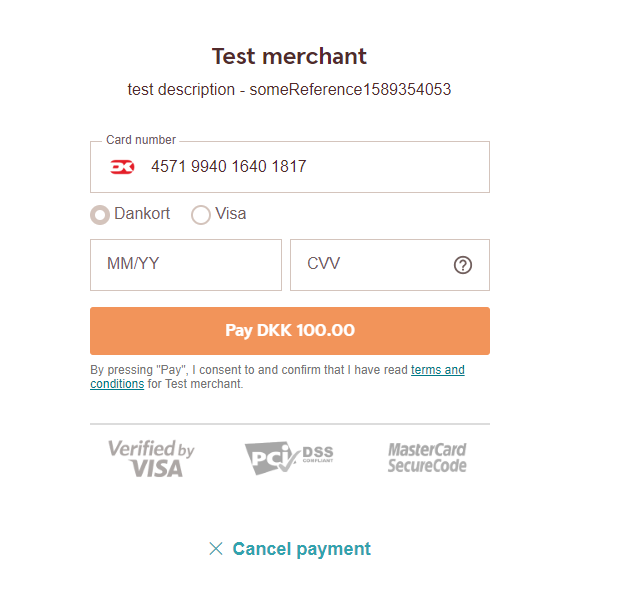 Test merchant
test description - someReference1589354053
Card number
4571 9940 1640 1817
Dankort Visa
MM/YY CVV
Pay DKK 100.00
By pressing "Pay", I consent to and confirm that I have read terms and
conditions for Test merchant.
Verified by
VISA
PCI DSS
COMPLIANT
MasterCard
SecureCode
Cancel payment